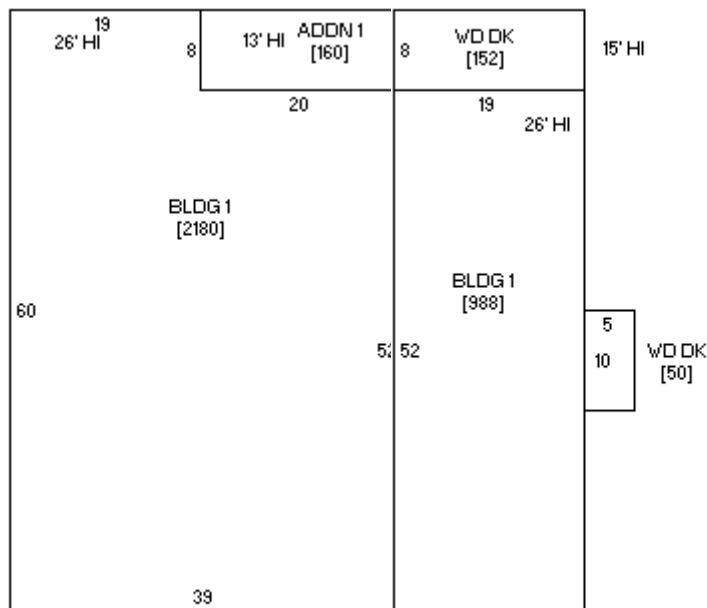 19
26' HI
8
13' HI
ADDN 1
[160]
8
WD DK
[152]
15' HI
20
19
26' HI
BLDG 1
[2180]
BLDG 1
[988]
60
5
10
WD DK
[50]
52
52
39